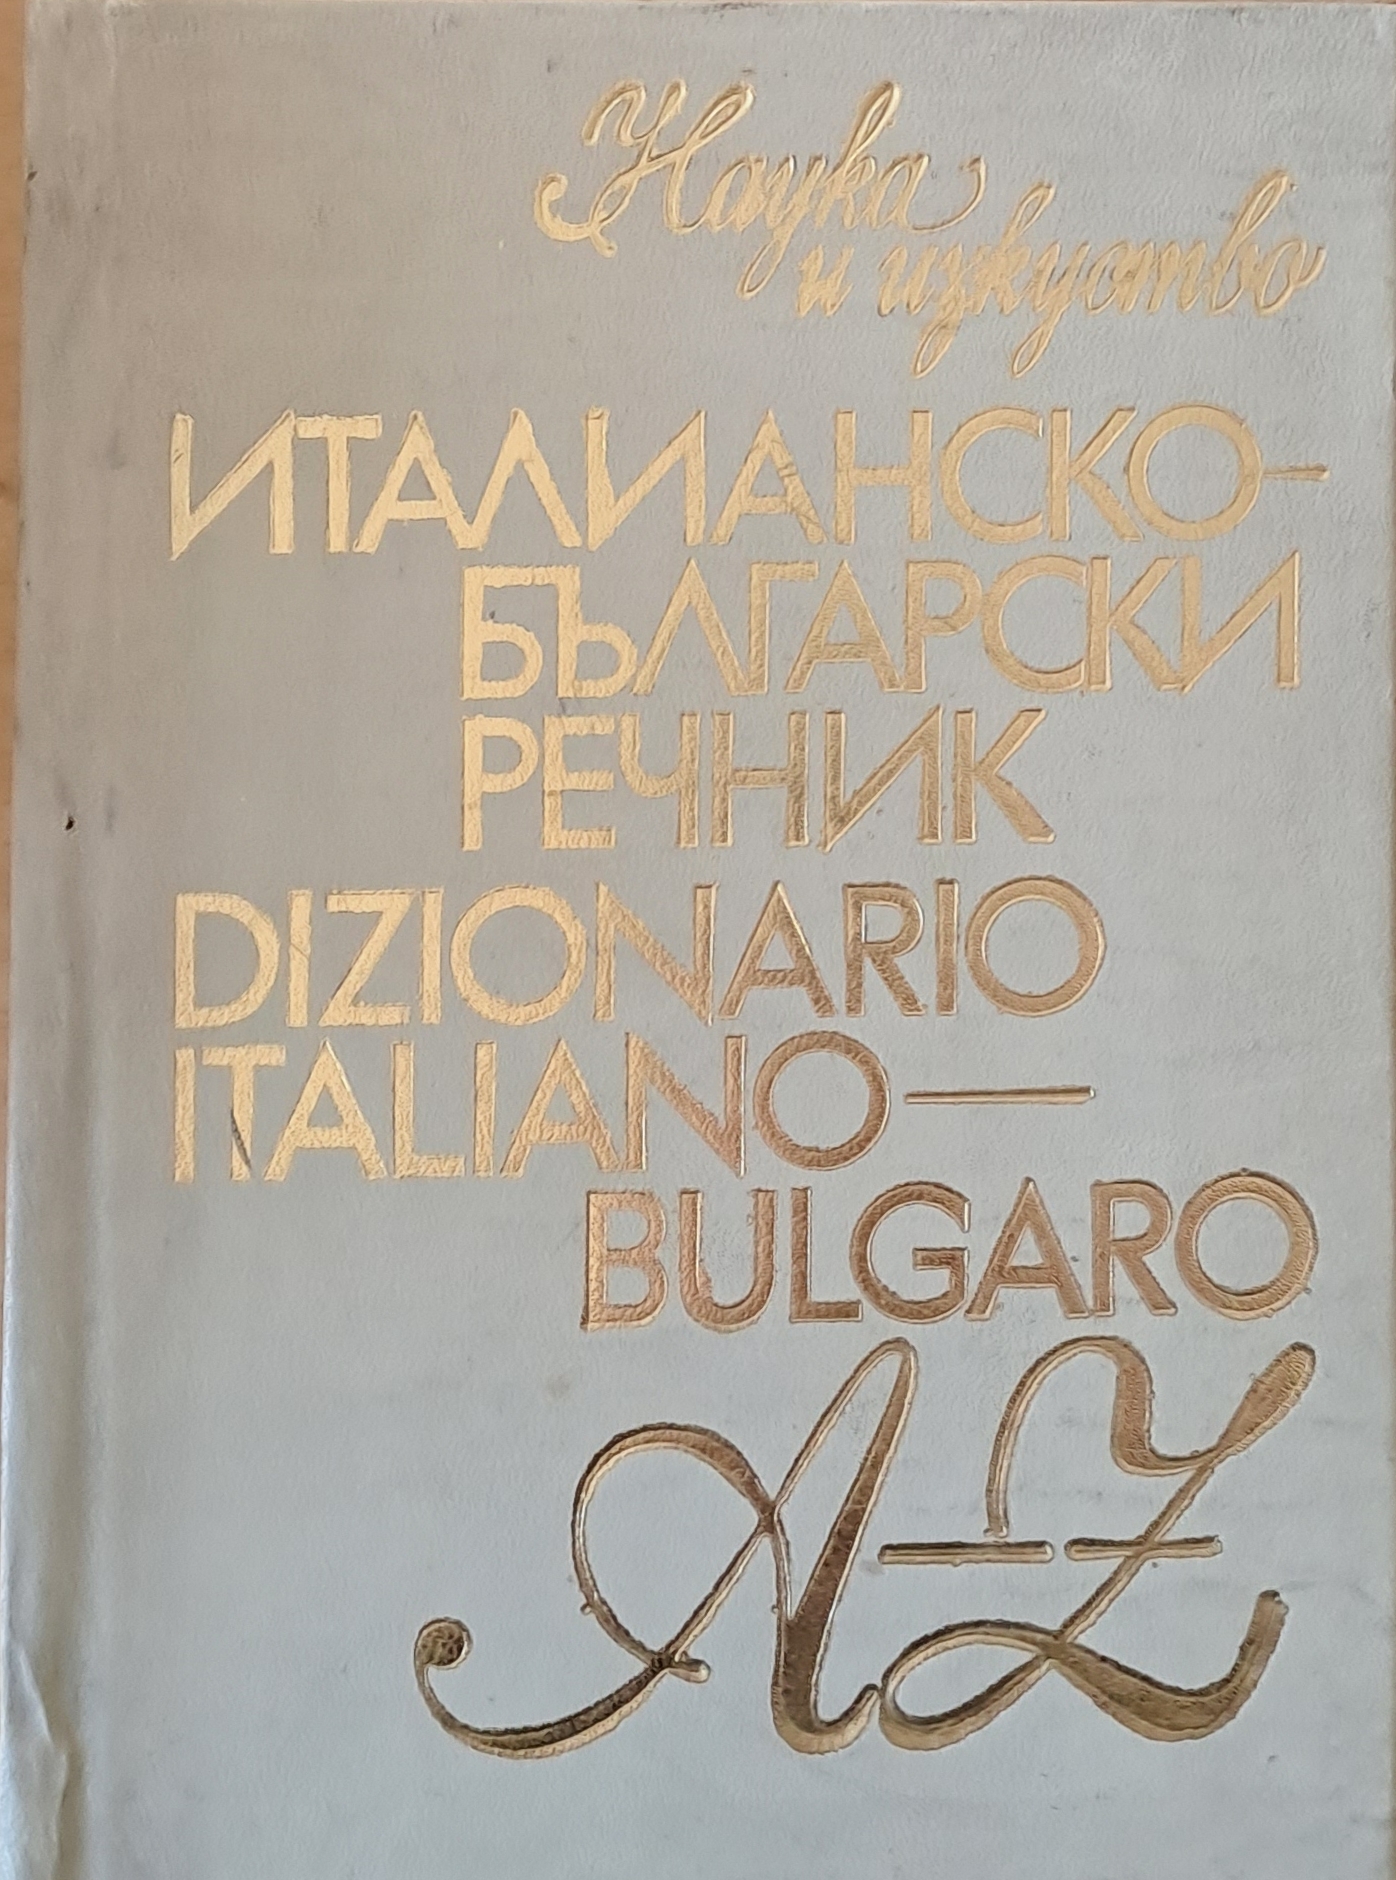 Наука
и изкуство
ИТАЛИАНСКО-
БЪЛГАРСКИ
РЕЧНИК
DIZIONARIO
ITALIANO—
BULGARO
A-Z